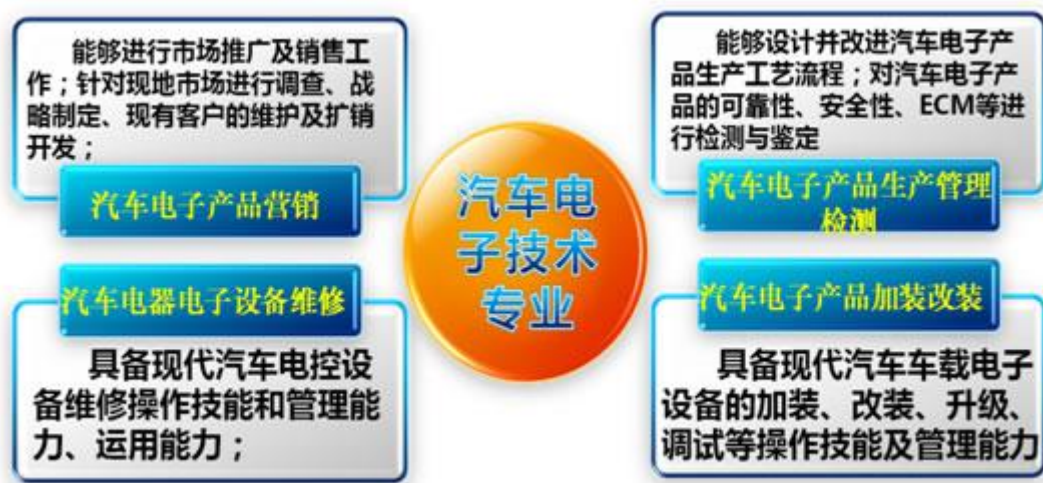 能够进行市场推广及销售工
作；针对现地市场进行调查、战
略制定、现有客户的维护及扩销
开发；
汽车电子产品营销
能够设计并改进汽车电子产
品生产工艺流程；对汽车电子产
品的可靠性、安全性、ECM等进
行检测与鉴定
汽车电子产品生产管理
检测
汽车电
子技术
专业
汽车电器电子设备维修
具备现代汽车电控设
备维修操作技能和管理能
力、运用能力；
汽车电子产品加装改装
具备现代汽车车载电子
设备的加装、改装、升级、
调试等操作技能及管理能力